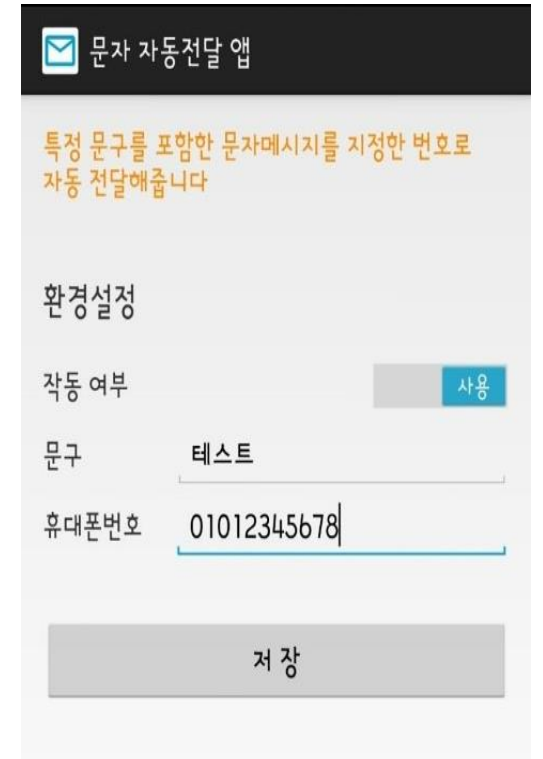 문자 자동전달 앱
특정 문구를 포함한 문자메시지를 지정한 번호로
자동 전달해줍니다
환경설정
작동 여부 사용
문구 테스트
휴대폰번호 01012345678
저 장